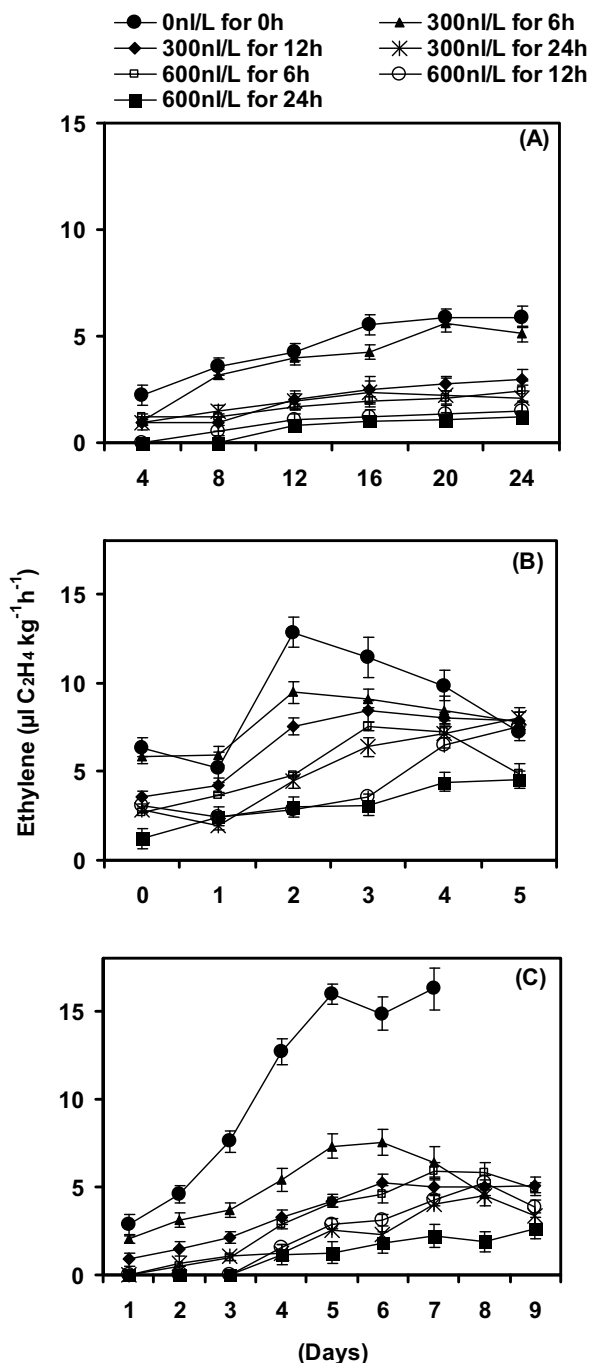 0nl/L for 0h 300nl/L for 6h
300nl/L for 12h 300nl/L for 24h
600nl/L for 6h 600nl/L for 12h
600nl/L for 24h
(A)
15
10
5
0
4 8 12 16 20 24
(B)
15
10
5
0
0 1 2 3 4 5
Ethylene (µl C₂H₄ kg⁻¹h⁻¹)
(C)
15
10
5
0
1 2 3 4 5 6 7 8 9
(Days)